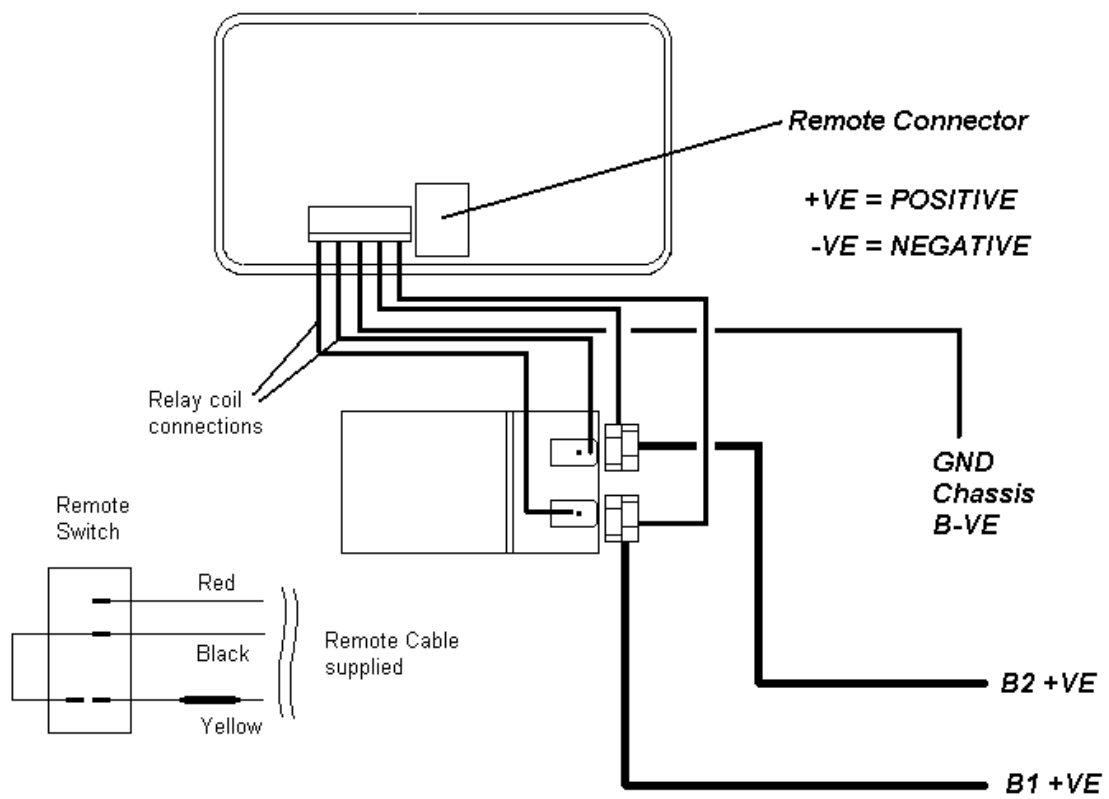 Remote Connector
+VE = POSITIVE
-VE = NEGATIVE
Relay coil
connections
GND
Chassis
B-VE
Remote
Switch
Red
Black
Yellow
Remote Cable
supplied
B2 +VE
B1 +VE